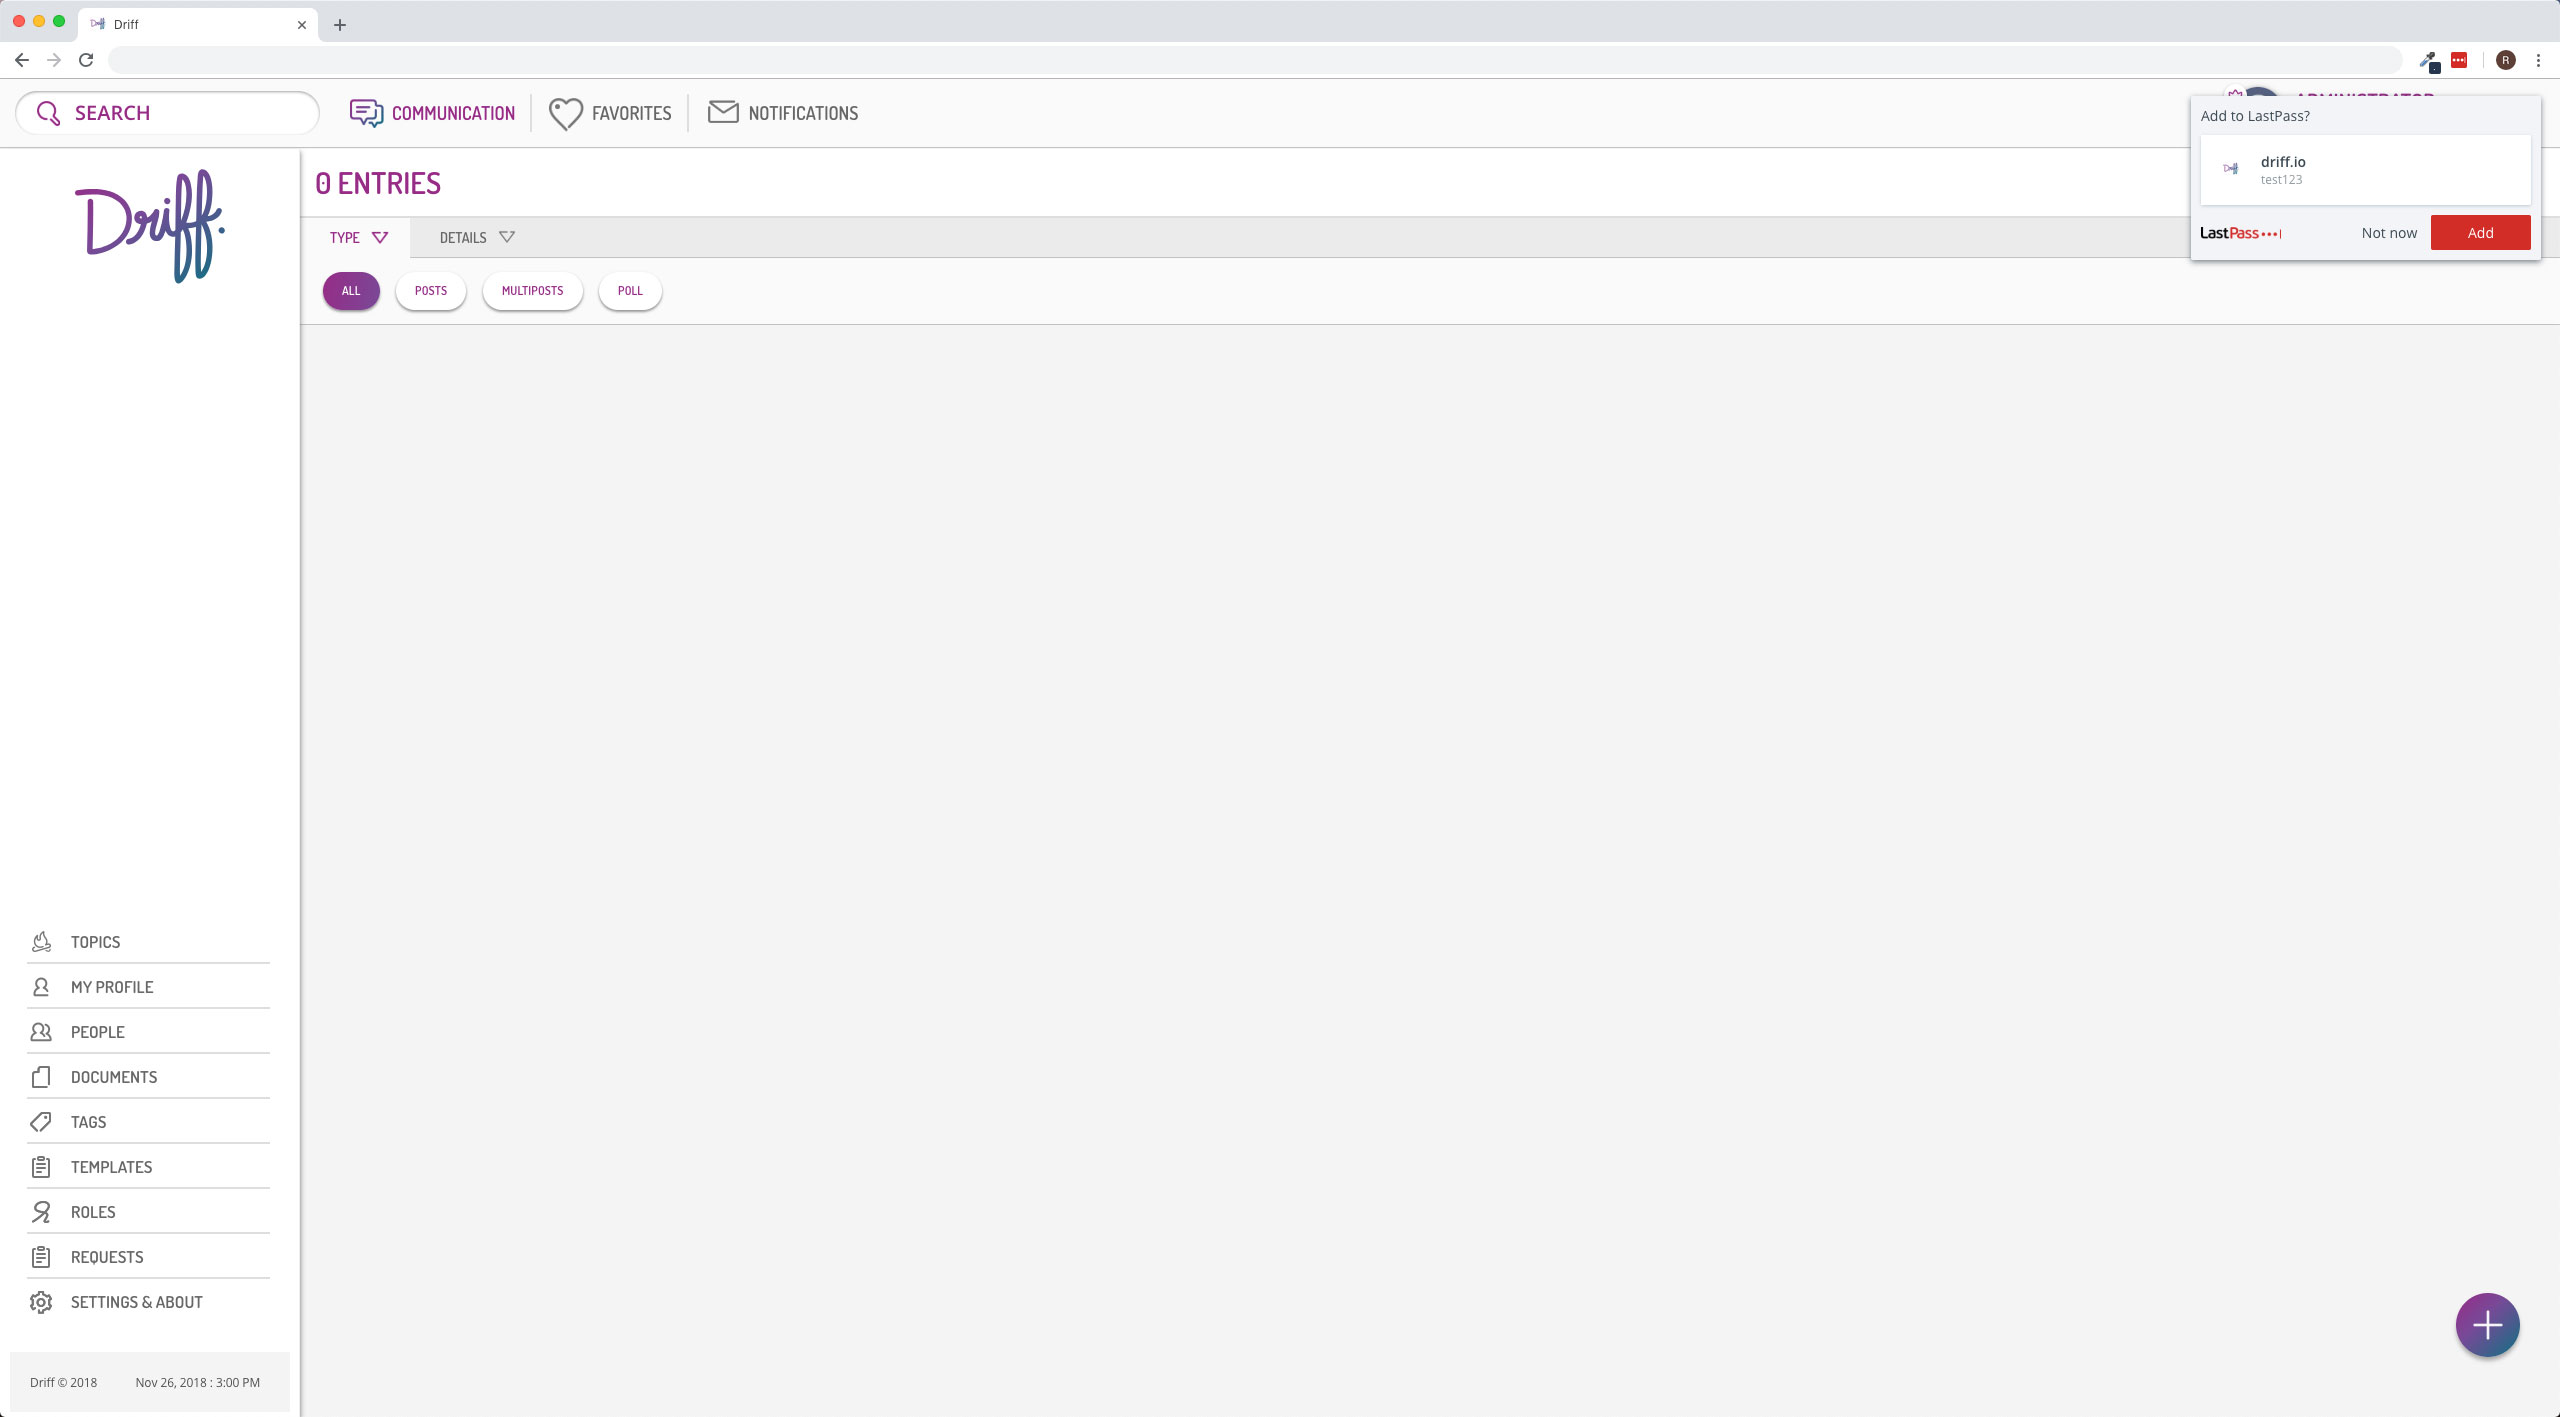 Driff
R
SEARCH
COMMUNICATION
FAVORITES
NOTIFICATIONS
Add to LastPass?
driff.io
test123
LastPass
Not now
Add
Driff.
0 ENTRIES
TYPE
DETAILS
ALL
POSTS
MULTIPOSTS
POLL
TOPICS
MY PROFILE
PEOPLE
DOCUMENTS
TAGS
TEMPLATES
ROLES
REQUESTS
SETTINGS & ABOUT
Driff © 2018
Nov 26, 2018 : 3:00 PM